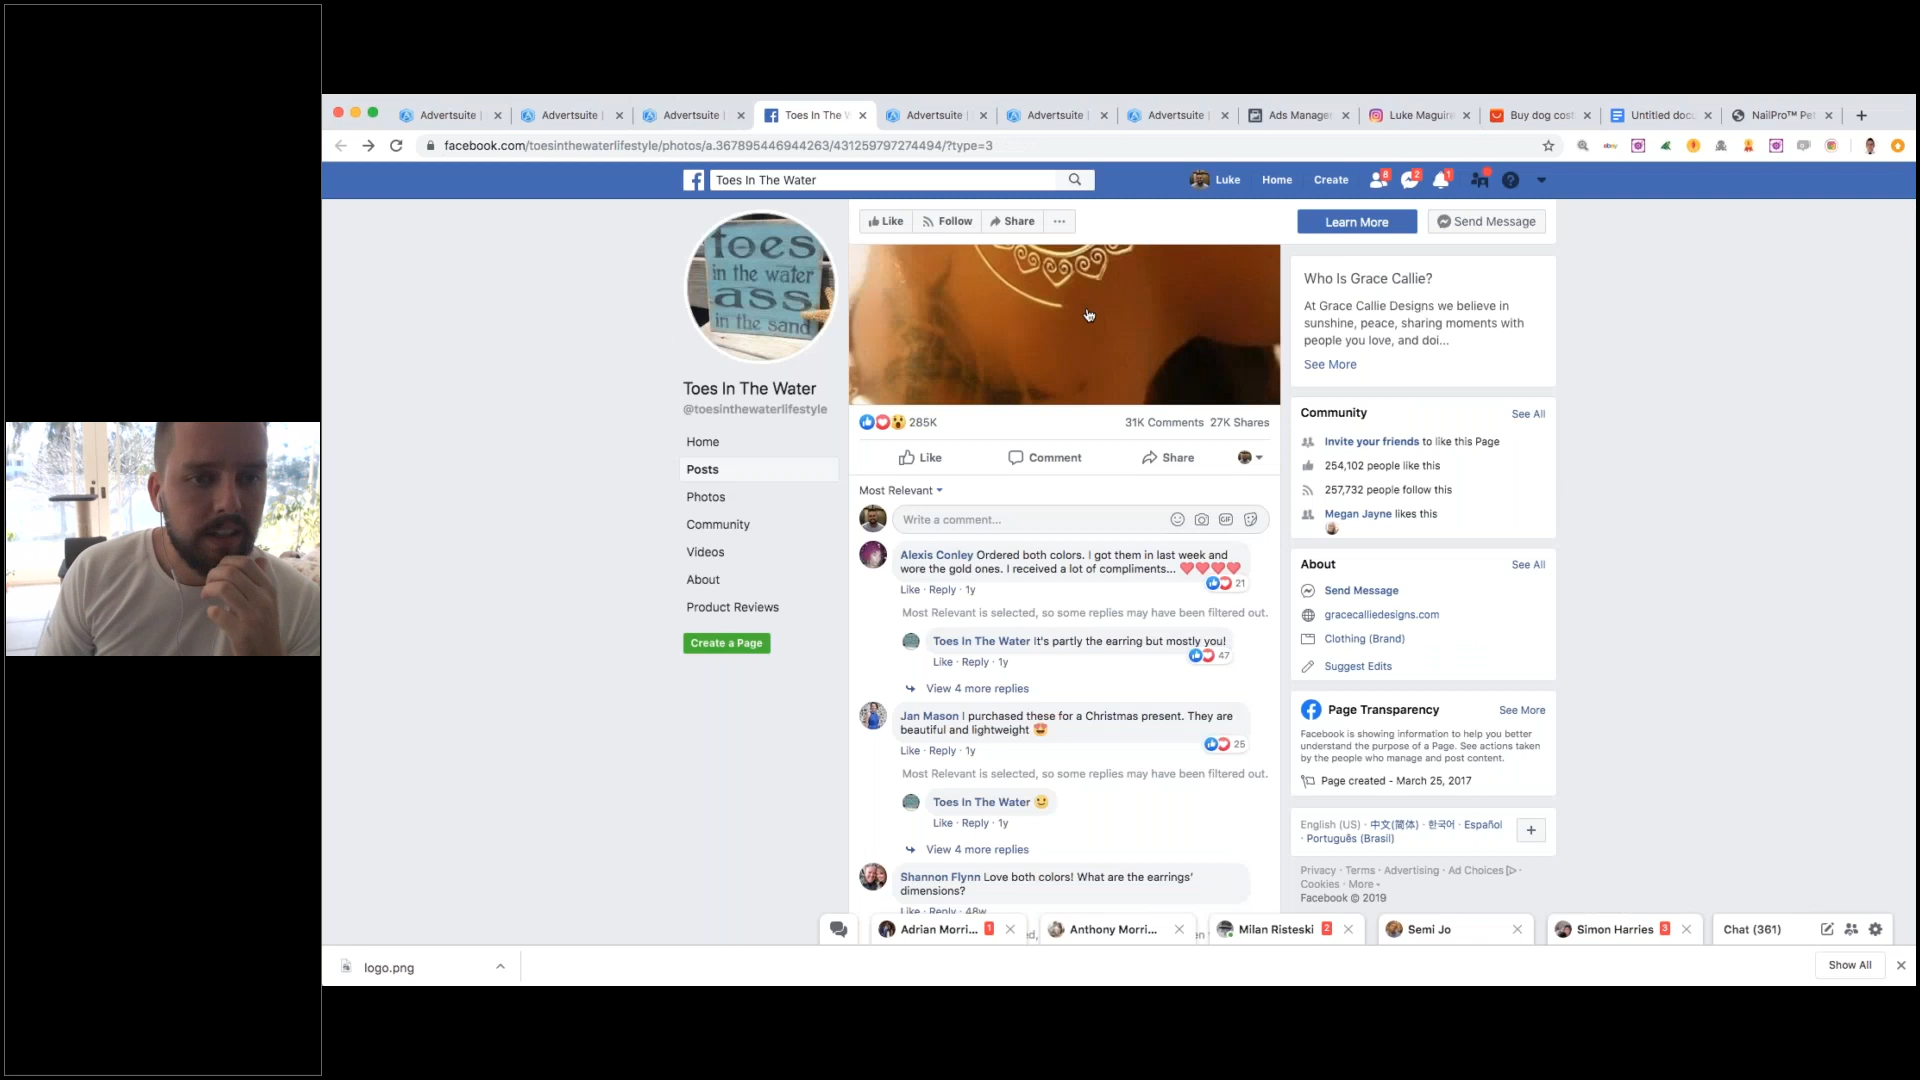 Advertsuite |
Advertsuite |
Advertsuite |
Toes In The W
Advertsuite |
Advertsuite |
Advertsuite |
Ads Manager
Luke Maguire
Buy dog cost
Untitled docu
NailPro™ Pet
facebook.com/toesinthewaterlifestyle/photos/a.367895446944263/431259797274494/?type=3
Toes In The Water
Luke
Home
Create
8
2
1
Like
Follow
Share
Learn More
Send Message
toes
in the water
ass
in the sand
Toes In The Water
@toesinthewaterlifestyle
Home
Posts
Photos
Community
Videos
About
Product Reviews
Create a Page
285K
31K Comments 27K Shares
Like
Comment
Share
Most Relevant
Write a comment...
GIF
Alexis Conley Ordered both colors. I got them in last week and
wore the gold ones. I received a lot of compliments... ❤❤❤❤
21
Like · Reply · 1y
Most Relevant is selected, so some replies may have been filtered out.
Toes In The Water It's partly the earring but mostly you!
47
Like · Reply · 1y
View 4 more replies
Jan Mason I purchased these for a Christmas present. They are
beautiful and lightweight 😍
25
Like · Reply · 1y
Most Relevant is selected, so some replies may have been filtered out.
Toes In The Water 🙂
Like · Reply · 1y
View 4 more replies
Shannon Flynn Love both colors! What are the earrings'
dimensions?
Like · Reply · 48w
Who Is Grace Callie?
At Grace Callie Designs we believe in
sunshine, peace, sharing moments with
people you love, and doi...
See More
Community
See All
Invite your friends to like this Page
254,102 people like this
257,732 people follow this
Megan Jayne likes this
About
See All
Send Message
gracecalliedesigns.com
Clothing (Brand)
Suggest Edits
Page Transparency
See More
Facebook is showing information to help you better
understand the purpose of a Page. See actions taken
by the people who manage and post content.
Page created - March 25, 2017
English (US) · 中文(简体) · 한국어 · Español
· Português (Brasil)
Privacy · Terms · Advertising · Ad Choices ·
Cookies · More
Facebook © 2019
Adrian Morri...
1
Anthony Morri...
Milan Risteski
2
Semi Jo
Simon Harries
3
Chat (361)
logo.png
Show All